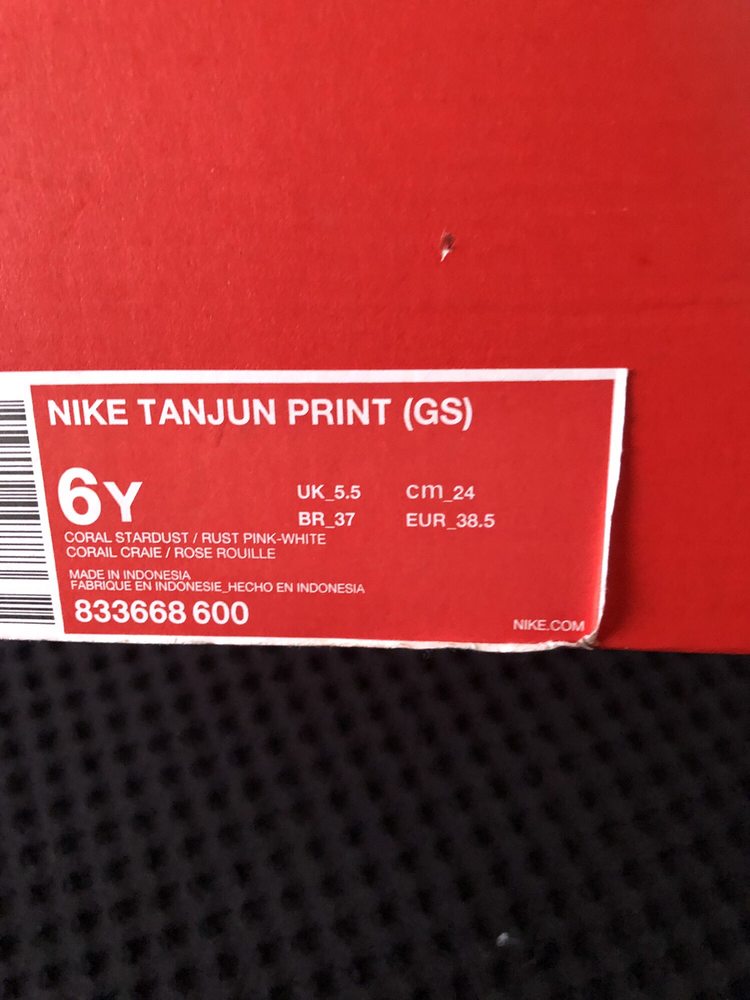 NIKE TANJUN PRINT (GS)
6Y
UK_5.5 cm_24
BR_37 EUR_38.5
CORAL STARDUST / RUST PINK-WHITE
CORAIL CRAIE / ROSE ROUILLE
MADE IN INDONESIA
FABRIQUE EN INDONESIE_HECHO EN INDONESIA
833668 600
NIKE.COM